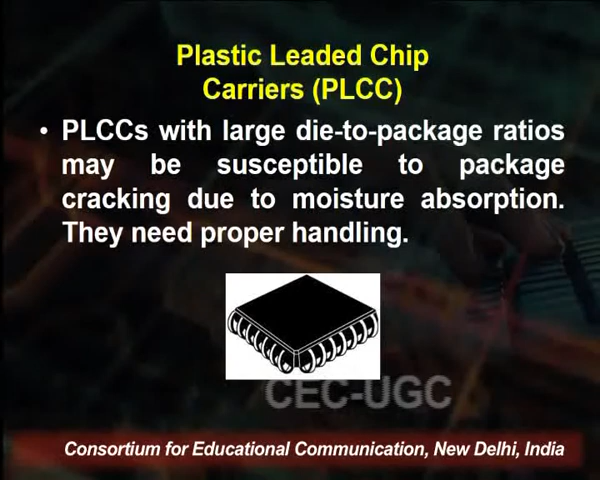 Plastic Leaded Chip
Carriers (PLCC)
• PLCCs with large die-to-package ratios
may be susceptible to package
cracking due to moisture absorption.
They need proper handling.
CEC-UGC
Consortium for Educational Communication, New Delhi, India